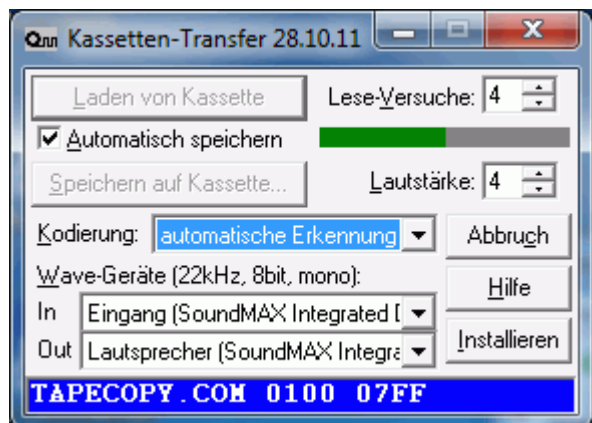 Kassetten-Transfer 28.10.11
Laden von Kassette
Lese-Versuche: 4
Automatisch speichern
Speichern auf Kassette...
Lautstärke: 4
Kodierung: automatische Erkennung
Abbruch
Wave-Geräte (22kHz, 8bit, mono):
Hilfe
In Eingang (SoundMAX Integrated D
Out Lautsprecher (SoundMAX Integra
Installieren
TAPECOPY.COM 0100 07FF